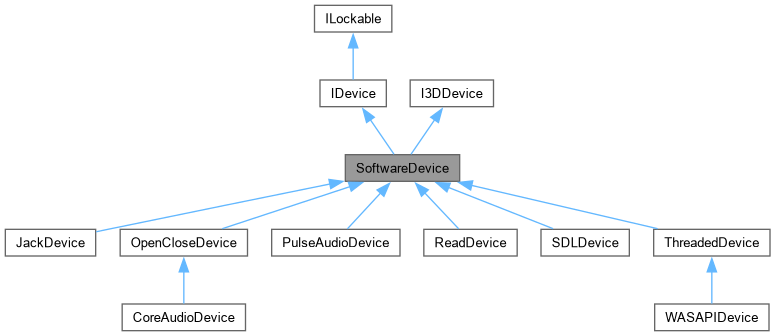 ILockable
IDevice
I3DDevice
SoftwareDevice
JackDevice
OpenCloseDevice
PulseAudioDevice
ReadDevice
SDLDevice
ThreadedDevice
CoreAudioDevice
WASAPIDevice